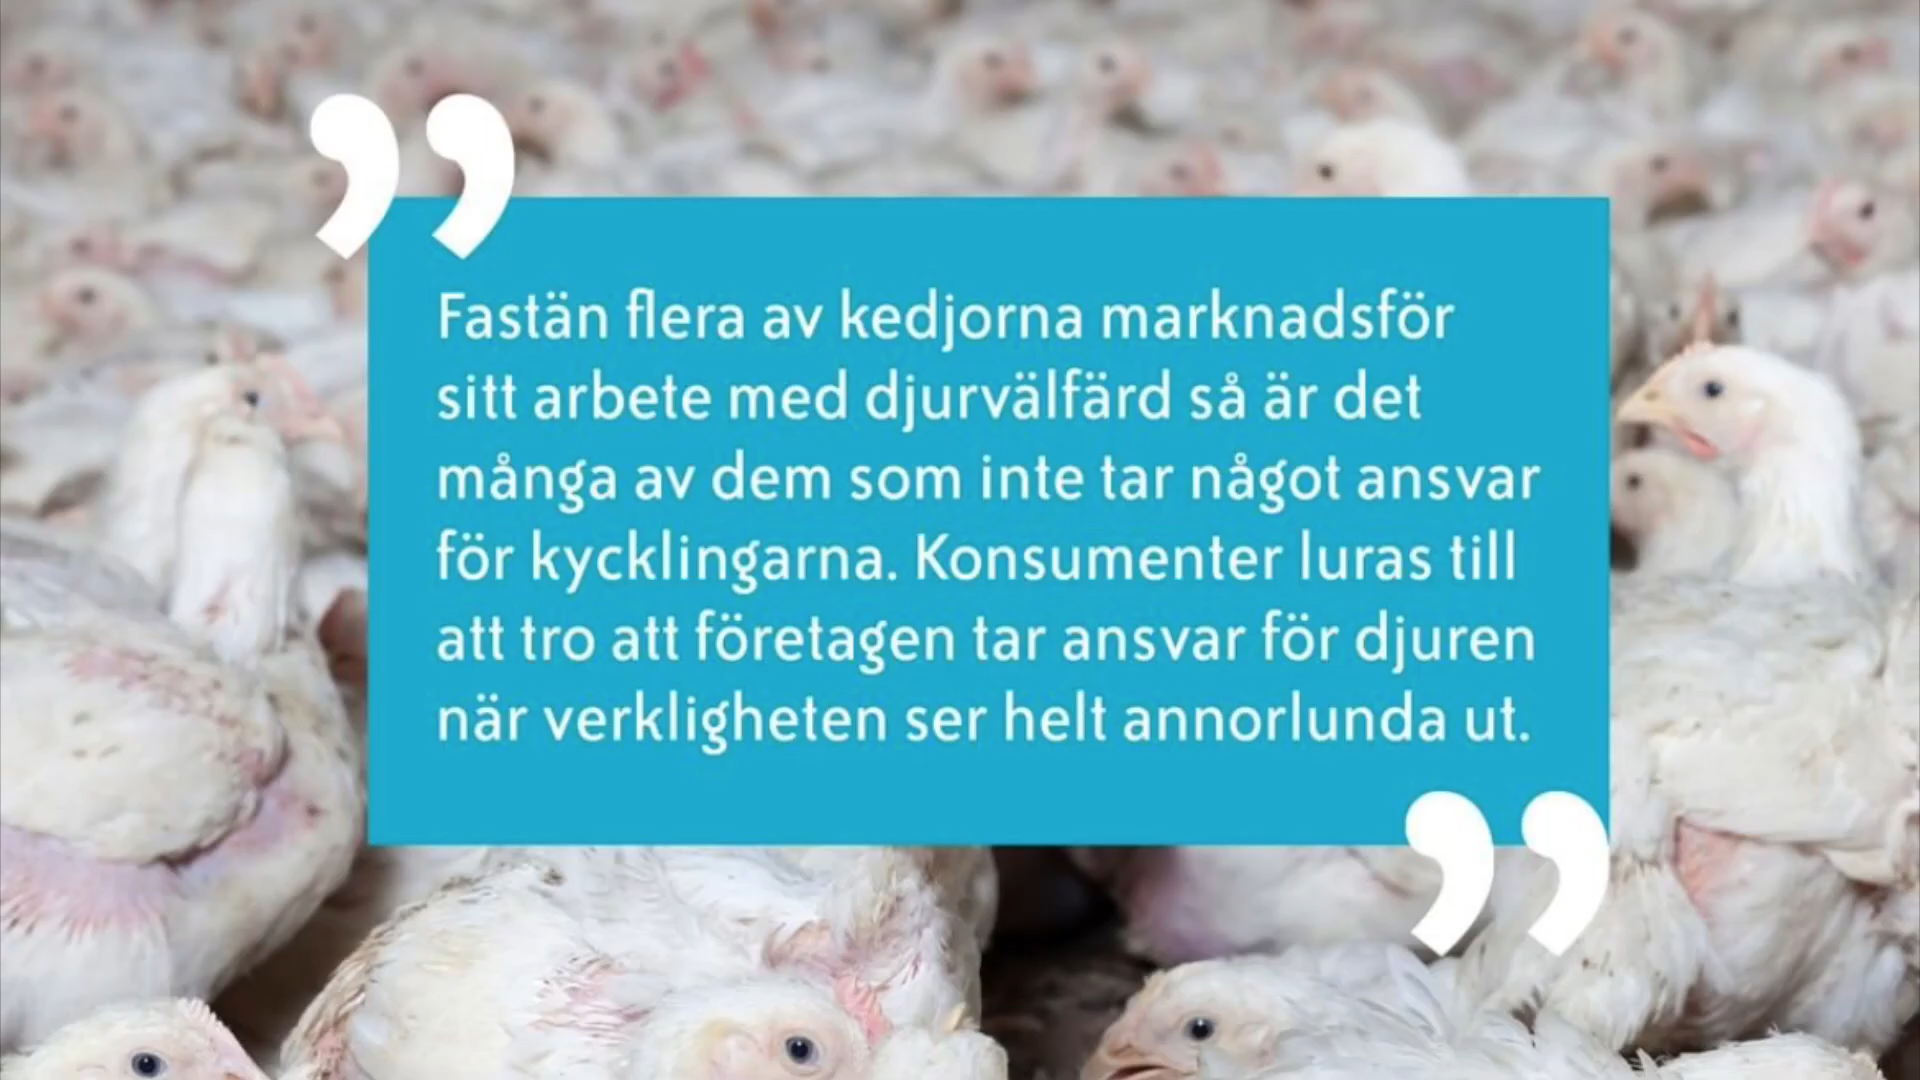 ”
Fastän flera av kedjorna marknadsför
sitt arbete med djurvälfärd så är det
många av dem som inte tar något ansvar
för kycklingarna. Konsumenter luras till
att tro att företagen tar ansvar för djuren
när verkligheten ser helt annorlunda ut.
”